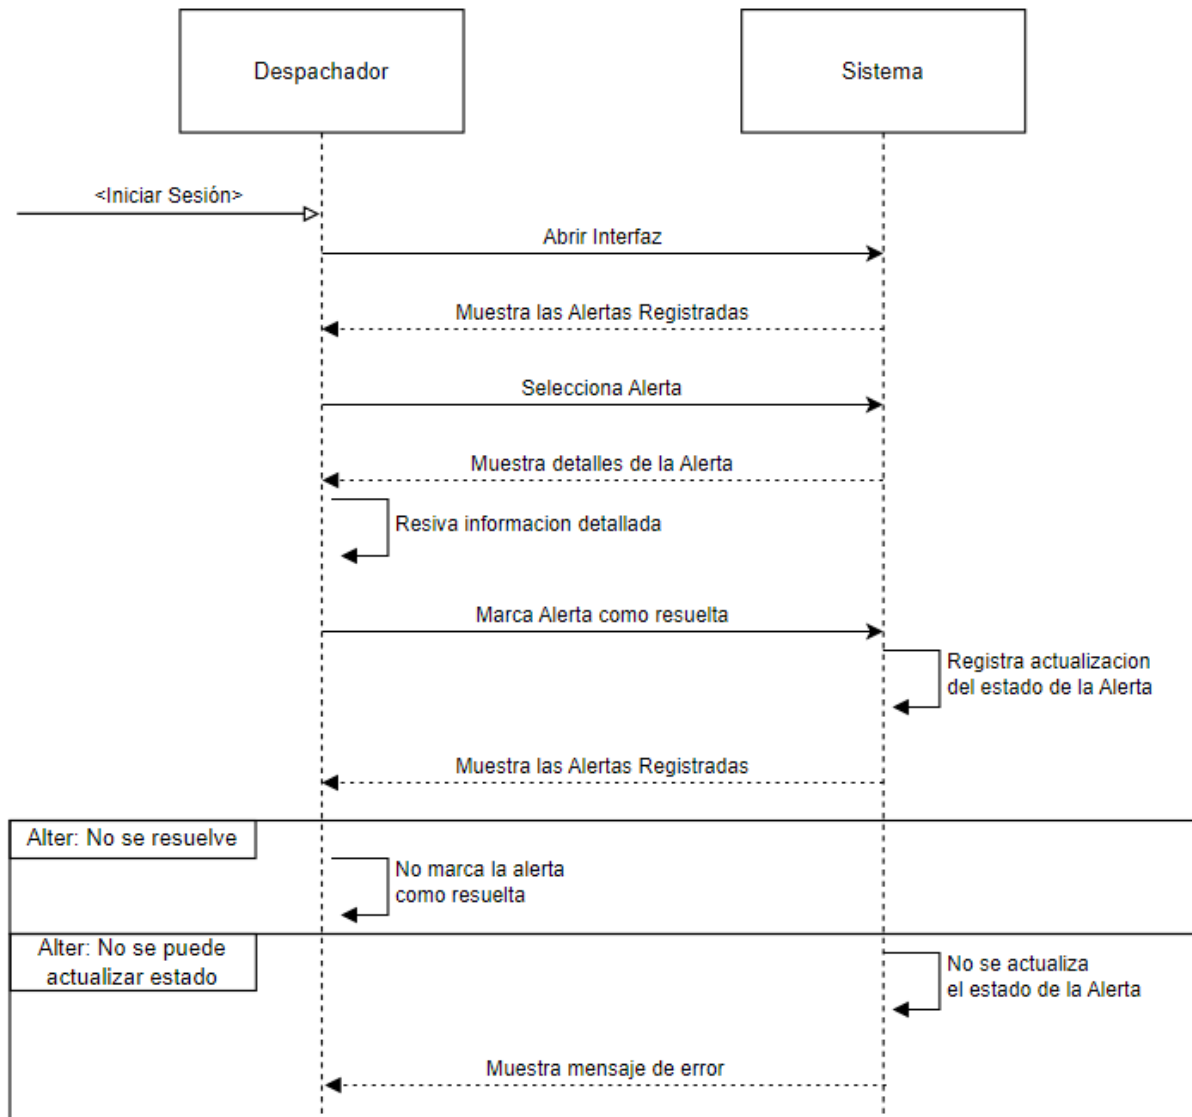 Despachador
Sistema
<Iniciar Sesión>
Abrir Interfaz
Muestra las Alertas Registradas
Selecciona Alerta
Muestra detalles de la Alerta
Resiva informacion detallada
Marca Alerta como resuelta
Registra actualizacion
del estado de la Alerta
Muestra las Alertas Registradas
Alter: No se resuelve
No marca la alerta
como resuelta
Alter: No se puede
actualizar estado
No se actualiza
el estado de la Alerta
Muestra mensaje de error